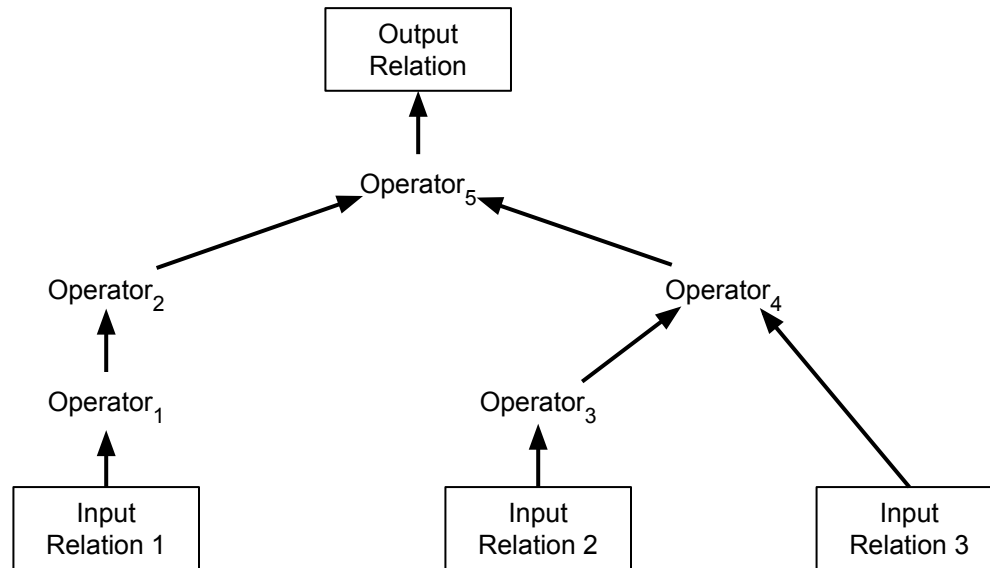 Output
Relation
Operator5
Operator2
Operator4
Operator1
Operator3
Input
Relation 1
Input
Relation 2
Input
Relation 3